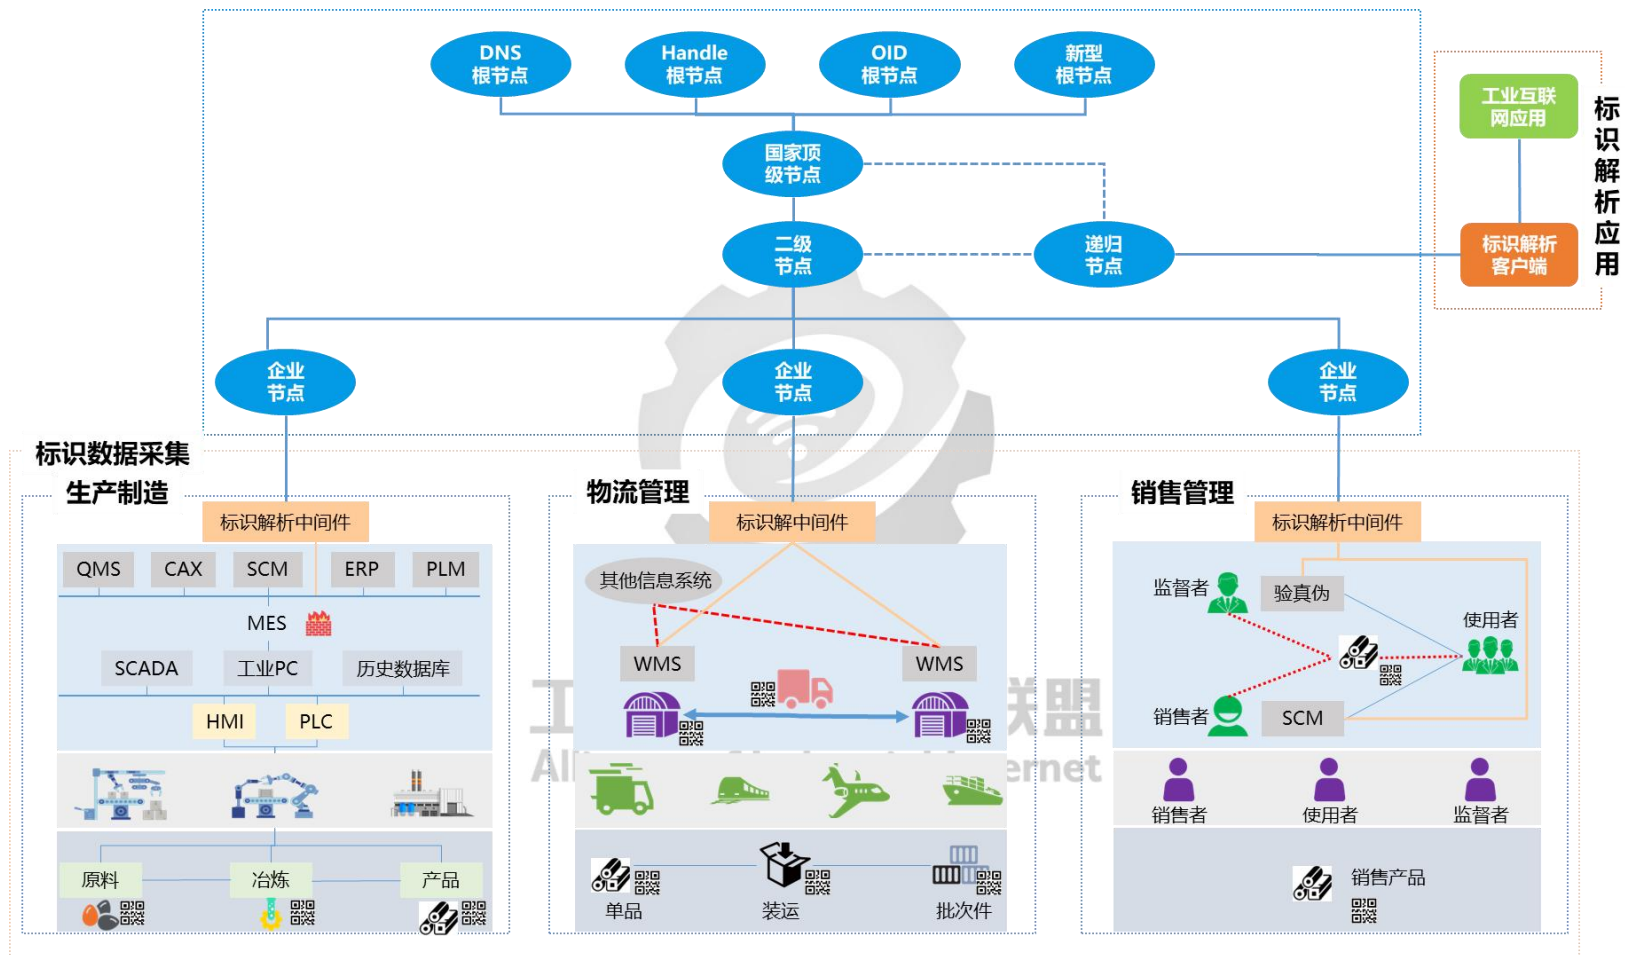 DNS
根节点
Handle
根节点
OID
根节点
新型
根节点
工业互联
网应用
标识解析应用
国家顶
级节点
二级
节点
递归
节点
标识解析
客户端
企业
节点
企业
节点
企业
节点
标识数据采集
生产制造
物流管理
销售管理
标识解析中间件
标识解中间件
标识解析中间件
QMS
CAX
SCM
ERP
PLM
MES
SCADA
工业PC
历史数据库
HMI
PLC
原料
冶炼
产品
其他信息系统
WMS
WMS
单品
装运
批次件
监督者
验真伪
使用者
销售者
SCM
销售者
使用者
监督者
销售产品
工
联盟
All
ernet